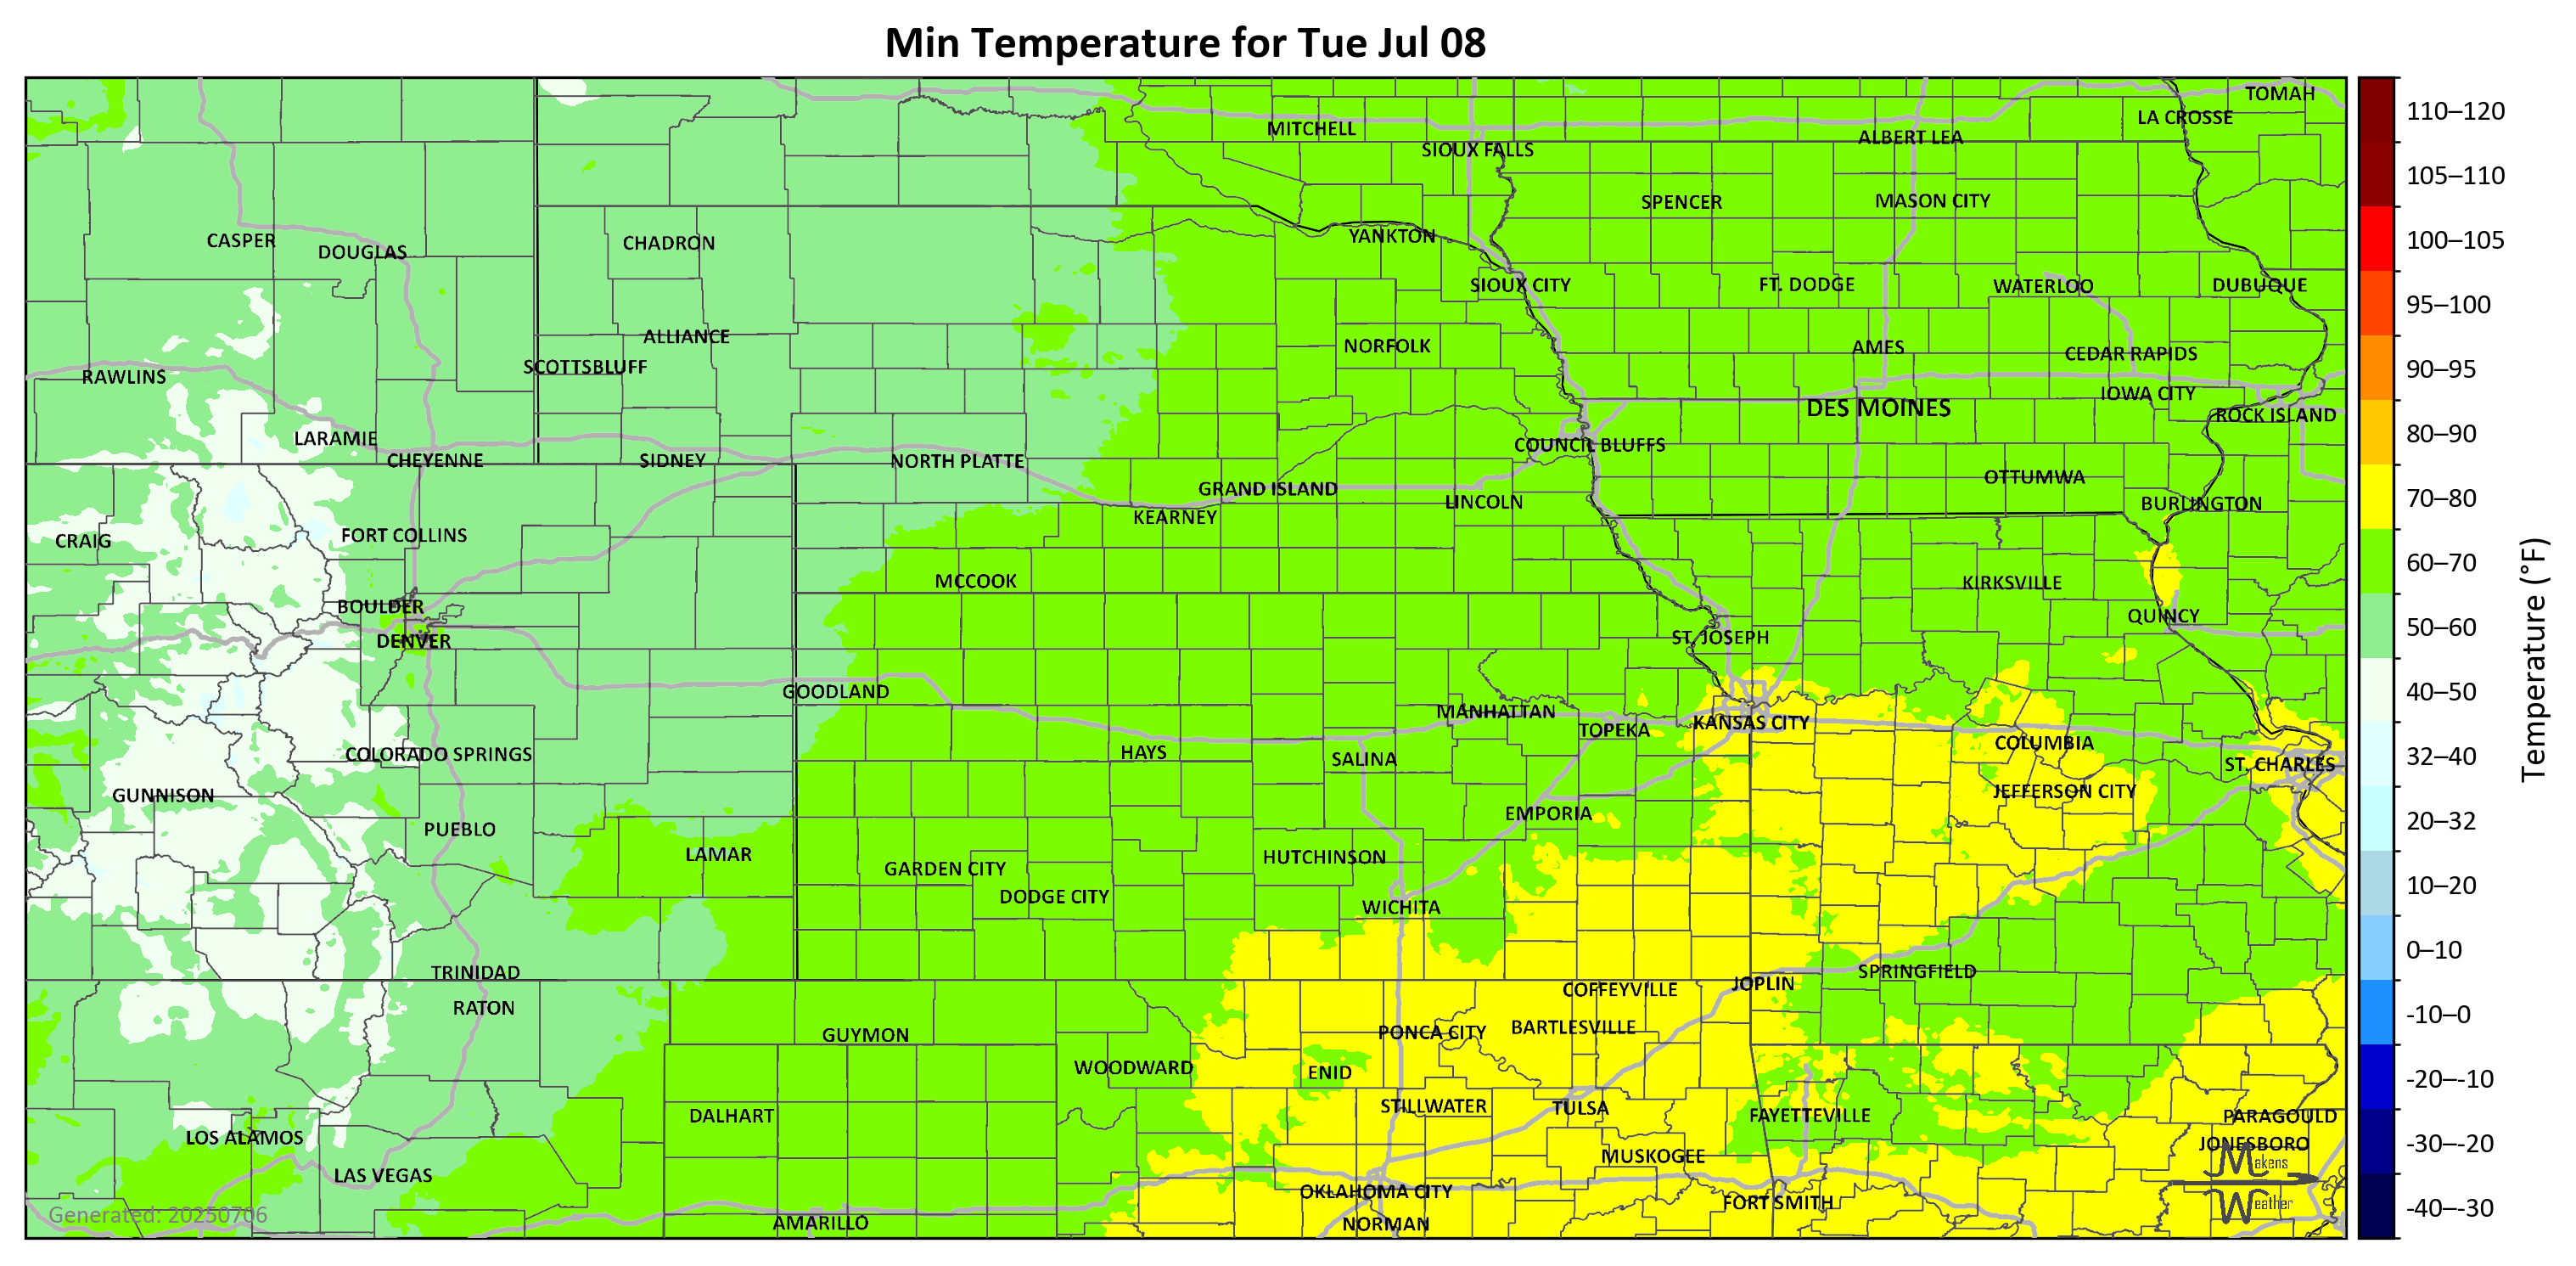 Min Temperature for Tue Jul 08
TOMAH
LA CROSSE
MITCHELL
ALBERT LEA
SIOUX FALLS
SPENCER
MASON CITY
CASPER
DOUGLAS
CHADRON
YANKTON
SIOUX CITY
FT. DODGE
WATERLOO
DUBUQUE
ALLIANCE
NORFOLK
AMES
CEDAR RAPIDS
SCOTTSBLUFF
RAWLINS
IOWA CITY
DES MOINES
ROCK ISLAND
LARAMIE
COUNCIL BLUFFS
CHEYENNE
SIDNEY
NORTH PLATTE
OTTUMWA
GRAND ISLAND
LINCOLN
BURLINGTON
KEARNEY
CRAIG
FORT COLLINS
MCCOOK
KIRKSVILLE
BOULDER
QUINCY
DENVER
ST. JOSEPH
GOODLAND
MANHATTAN
KANSAS CITY
TOPEKA
COLORADO SPRINGS
HAYS
SALINA
COLUMBIA
ST. CHARLES
GUNNISON
JEFFERSON CITY
EMPORIA
PUEBLO
LAMAR
HUTCHINSON
GARDEN CITY
DODGE CITY
WICHITA
TRINIDAD
SPRINGFIELD
JOPLIN
COFFEYVILLE
RATON
GUYMON
PONCA CITY
BARTLESVILLE
WOODWARD
ENID
DALHART
STILLWATER
TULSA
FAYETTEVILLE
PARAGOULD
LOS ALAMOS
JONESBORO
MUSKOGEE
LAS VEGAS
OKLAHOMA CITY
FORT SMITH
AMARILLO
NORMAN
Generated: 20250706
Makens
Weather
110—120
105—110
100—105
95—100
90—95
80—90
70—80
60—70
50—60
40—50
32—40
20—32
10—20
0—10
-10—0
-20—-10
-30—-20
-40—-30
Temperature (°F)